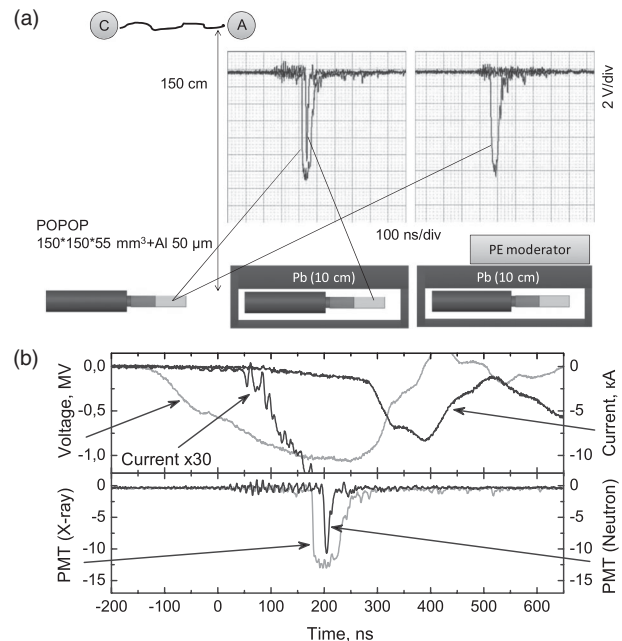 (a)
C
A
150 cm
2 V/div
POPOP
150*150*55 mm³+Al 50 µm
100 ns/div
PE moderator
Pb (10 cm)
Pb (10 cm)
(b)
Voltage, MV
0,0
-0,5
-1,0
Current x30
0
-5
-10
Current, кА
PMT (X-ray)
0
-5
-10
-15
0
-5
-10
-15
PMT (Neutron)
-200 -100 0 100 200 300 400 500 600
Time, ns